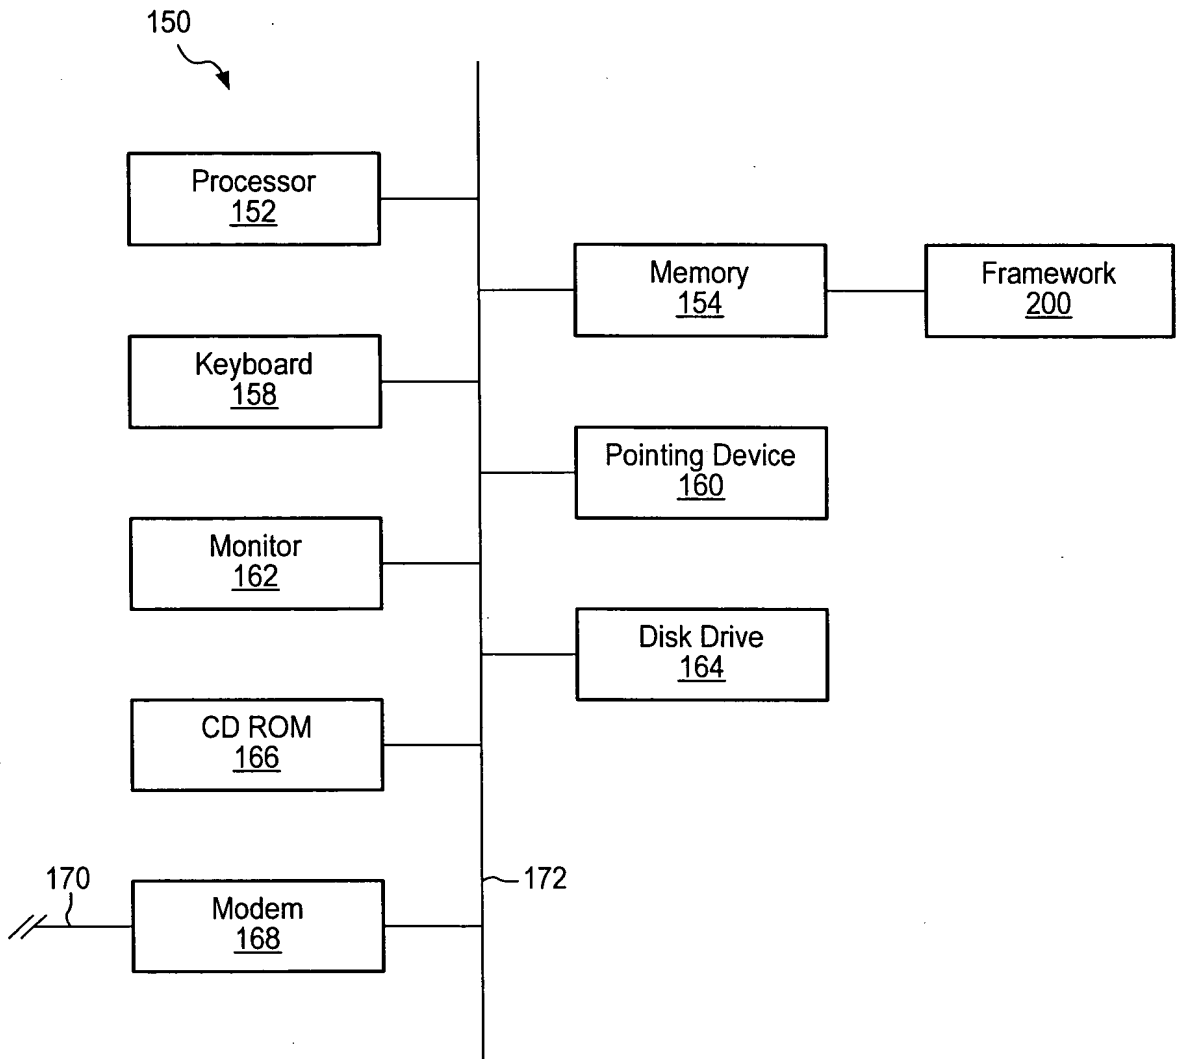 150
Processor
152
Memory
154
Framework
200
Keyboard
158
Pointing Device
160
Monitor
162
Disk Drive
164
CD ROM
166
170
Modem
168
172